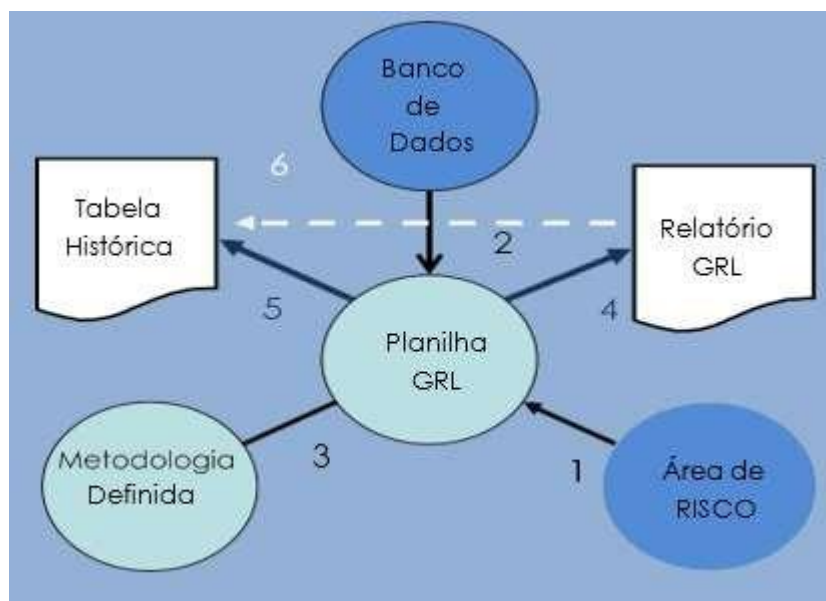 Banco
de
Dados
6
Tabela
Histórica
2
Relatório
GRL
5
4
Planilha
GRL
Metodologia
Definida
3
1
Área de
RISCO